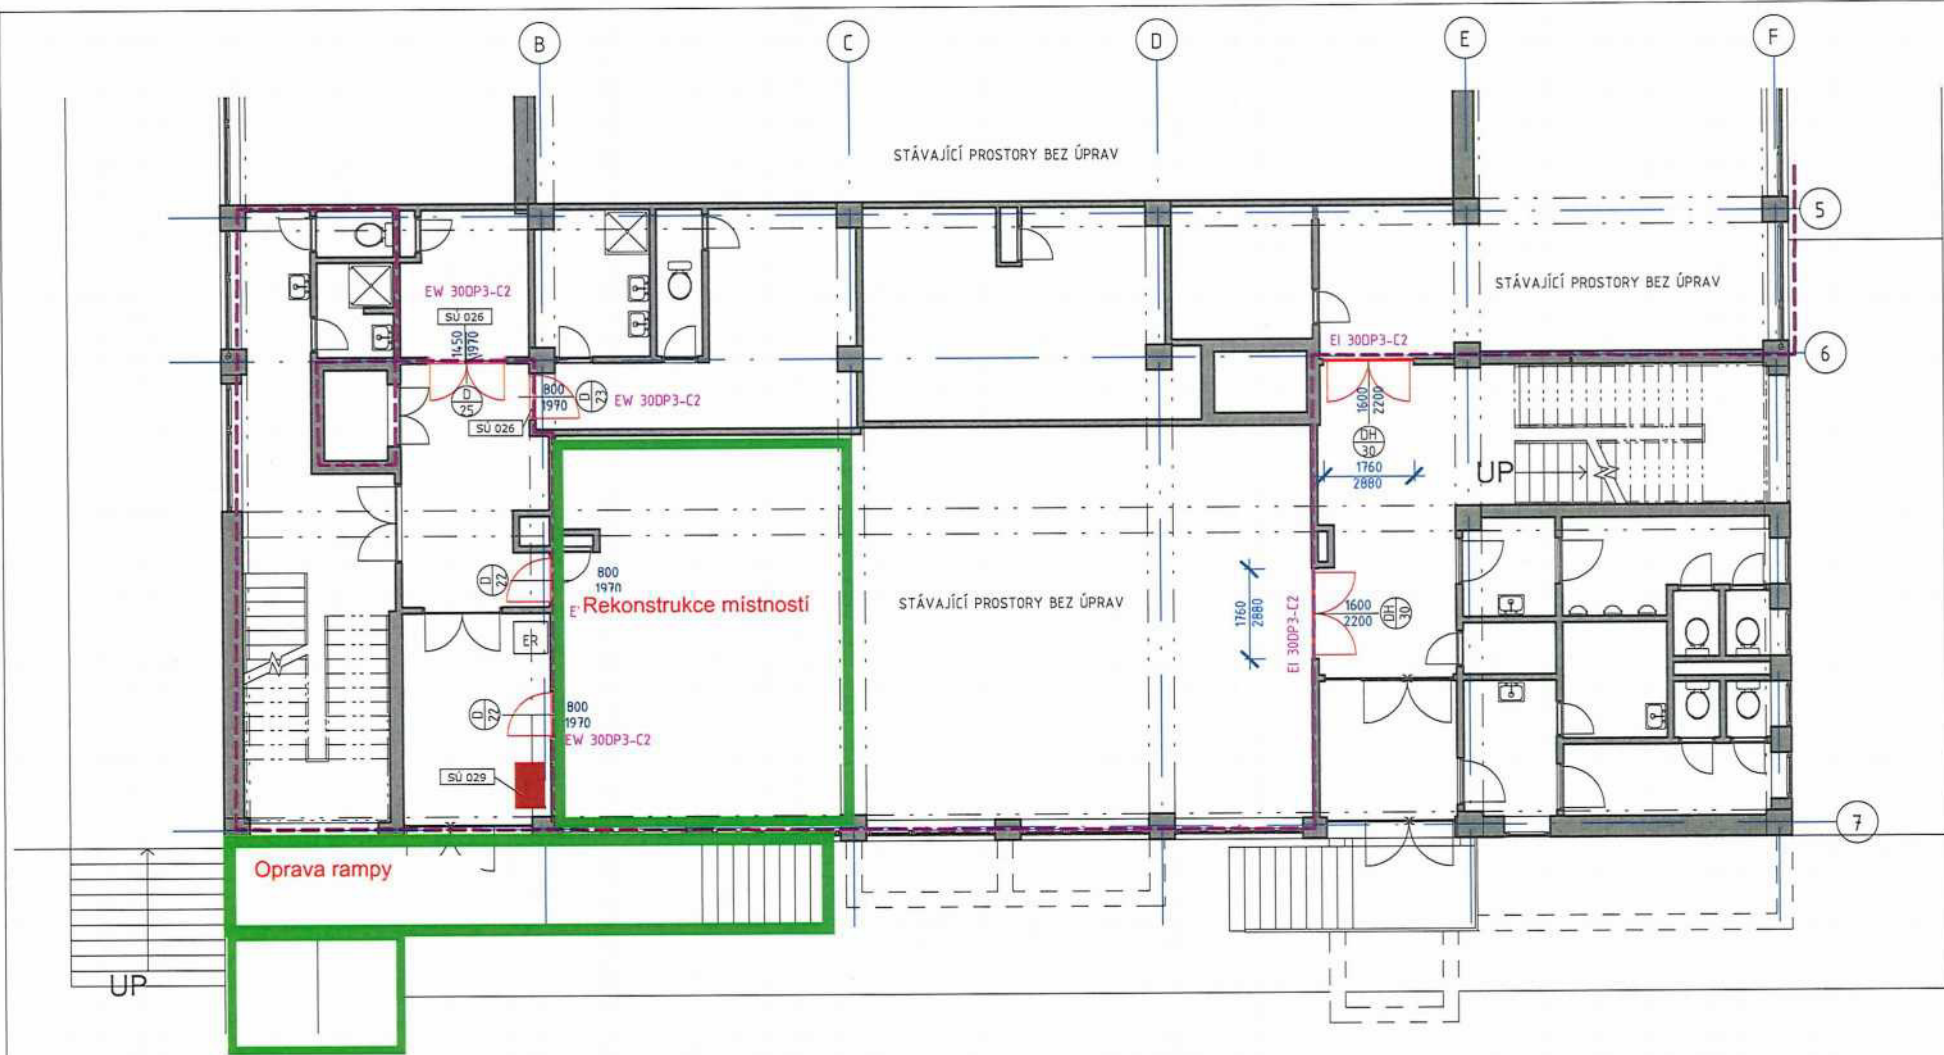 B
C
D
E
F
STÁVAJÍCÍ PROSTORY BEZ ÚPRAV
5
STÁVAJÍCÍ PROSTORY BEZ ÚPRAV
EW 30DP3-C2
SÚ 026
1450
1970
EI 30DP3-C2
6
D
25
SÚ 026
800
1970
D
23
EW 30DP3-C2
1600
2200
DH
30
1760
2880
UP
D
22
800
1970
E
Rekonstrukce místností
STÁVAJÍCÍ PROSTORY BEZ ÚPRAV
1760
2880
EI 30DP3-C2
1600
2200
DH
30
ER
D
22
800
1970
EW 30DP3-C2
SÚ 029
7
Oprava rampy
UP